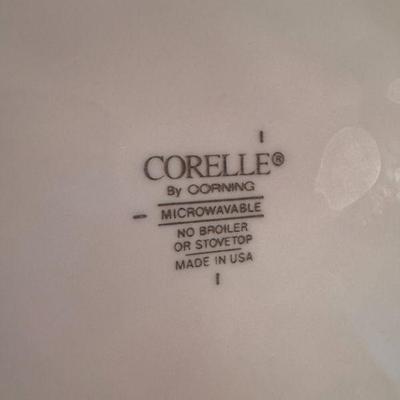 CORELLE®
By CORNING
MICROWAVABLE
NO BROILER
OR STOVETOP
MADE IN USA